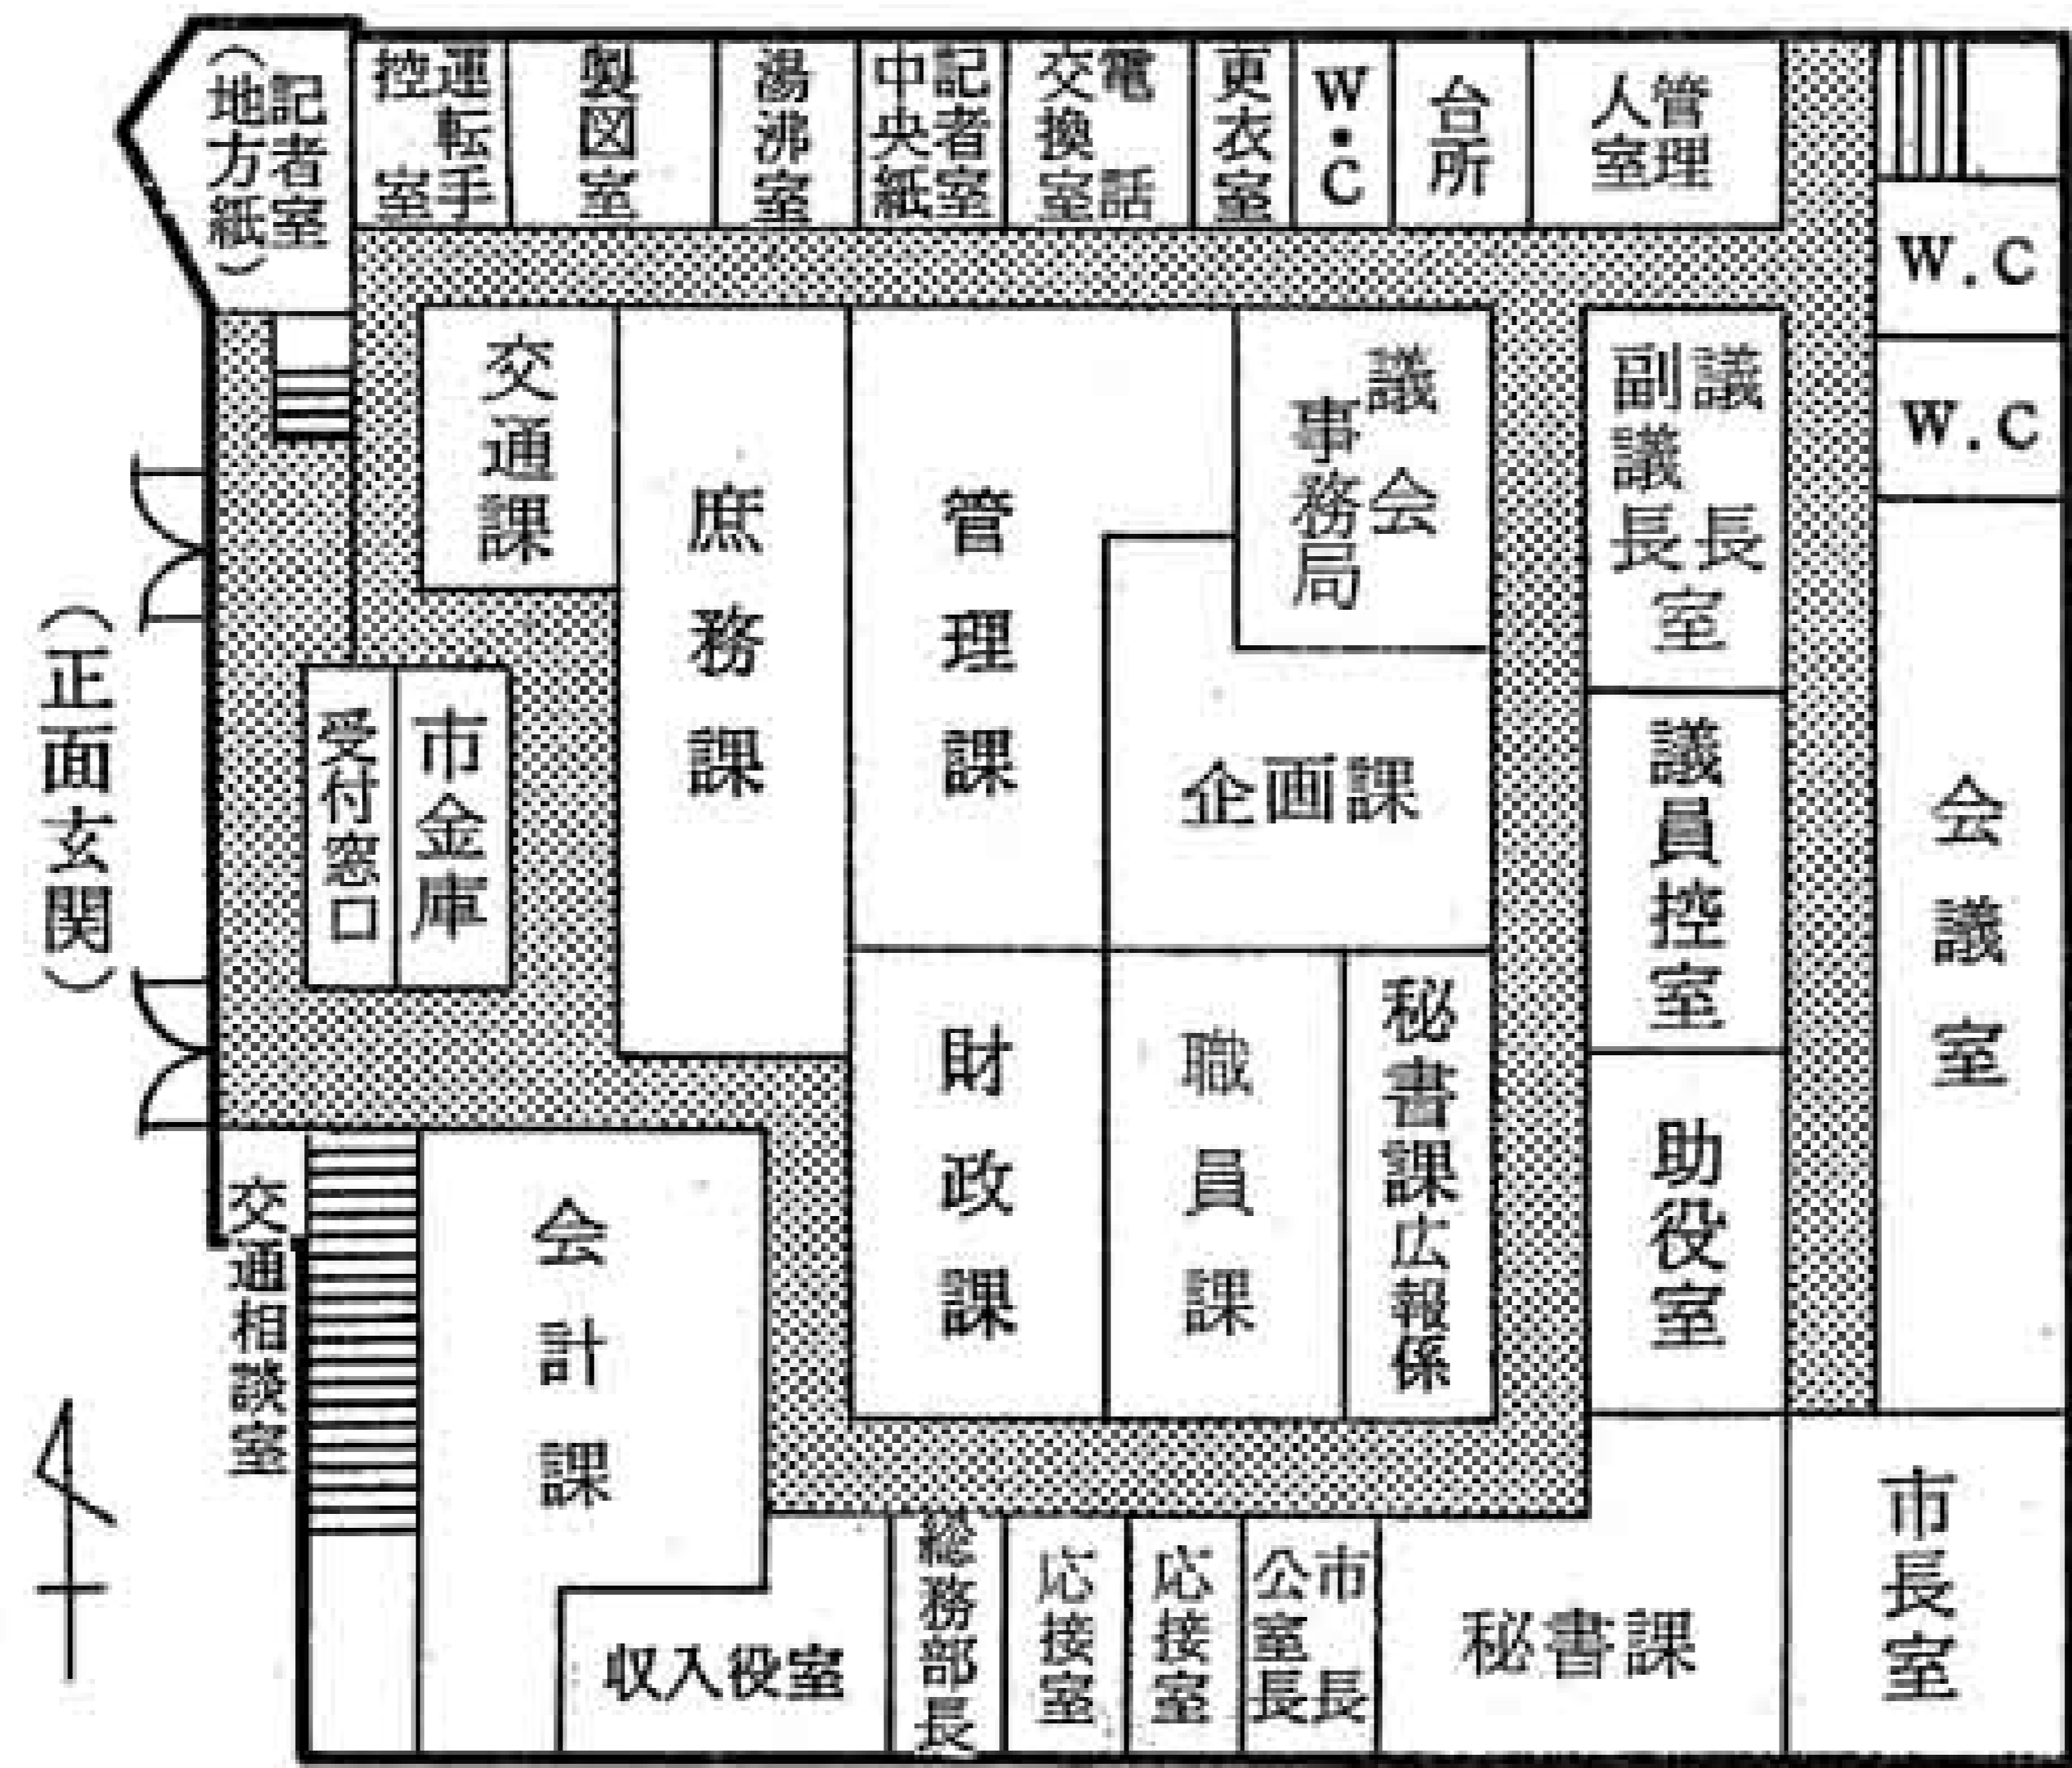 記者室
（地方紙）
運転手
控室
製図室
湯沸室
記者室
中央紙
電話
交換室
更衣室
W・C
台所
管理
人室
W.C
W.C
交通課
庶務課
管理課
議会
事務局
議長
副議長
室
企画課
議員控室
会議室
（正面玄関）
受付窓口
市金庫
財政課
職員課
秘書課広報係
助役室
交通相談室
会計課
収入役室
総務部長
応接室
応接室
市長
公室長
秘書課
市長室